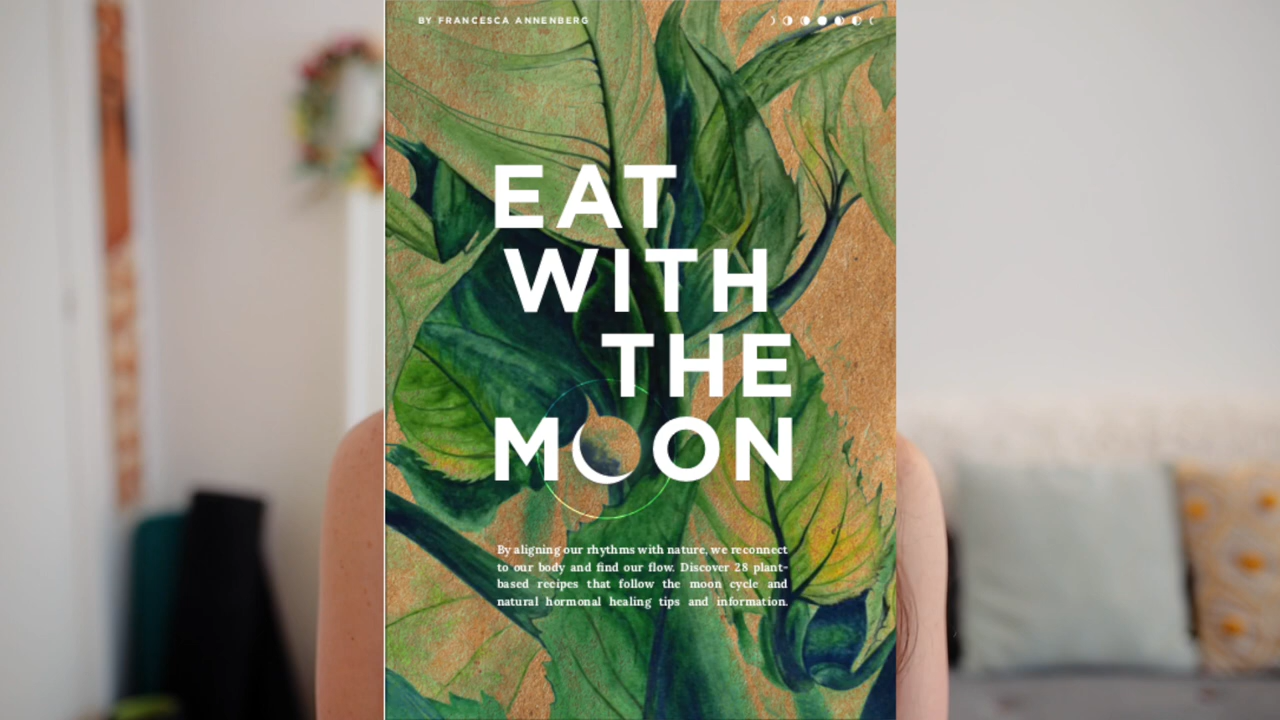 BY FRANCESCA ANNENBERG
EAT
WITH
THE
MOON
By aligning our rhythms with nature, we reconnect
to our body and find our flow. Discover 28 plant-
based recipes that follow the moon cycle and
natural hormonal healing tips and information.